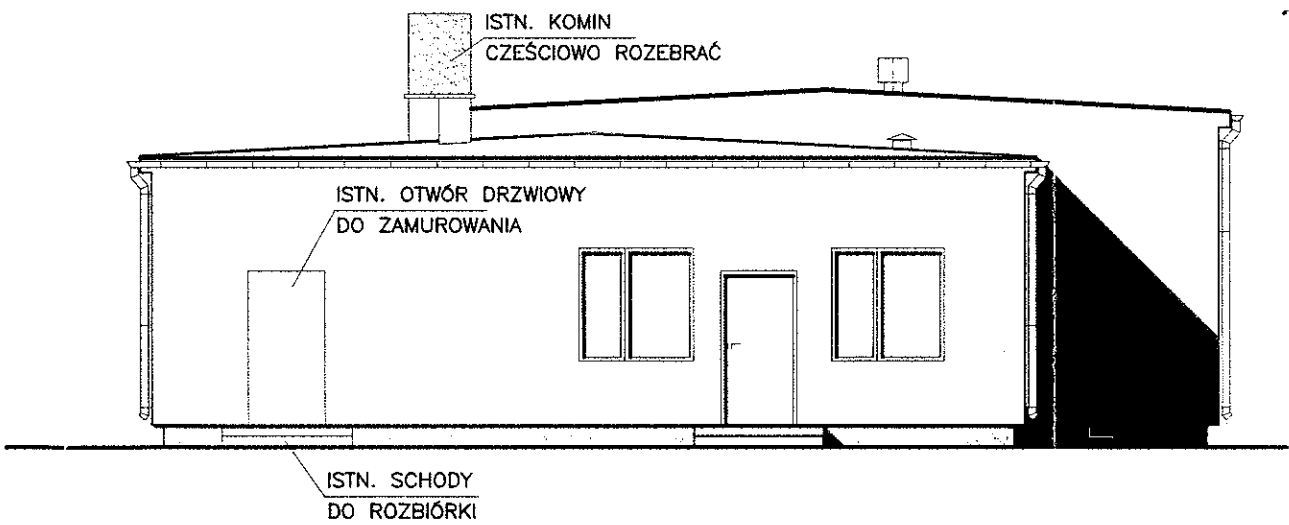 ISTN. KOMIN
CZEŚCIOWO ROZEBRAĆ
ISTN. OTWÓR DRZWIOWY
DO ZAMUROWANIA
ISTN. SCHODY
DO ROZBIÓRKI